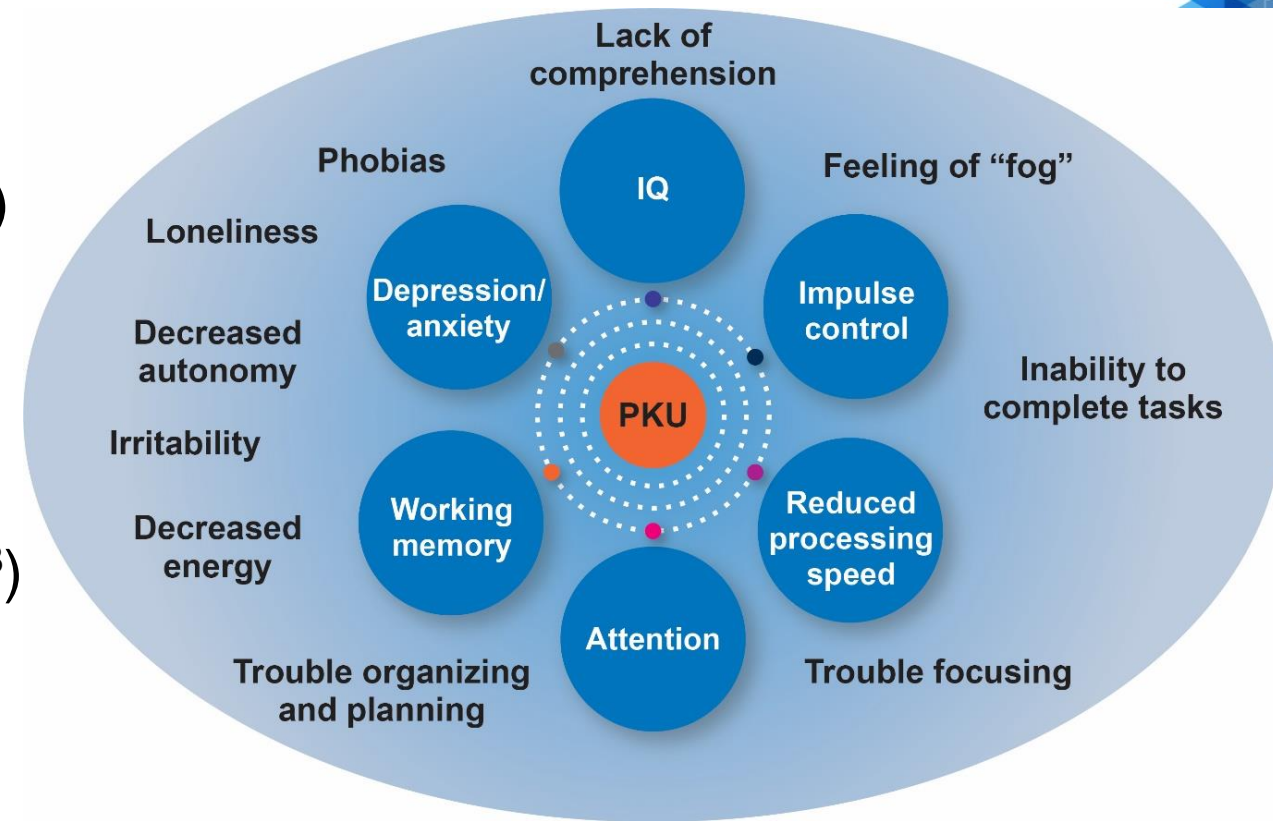 Lack of
comprehension
Phobias
Feeling of “fog”
IQ
)
Loneliness
Depression/
anxiety
Impulse
control
Decreased
autonomy
Inability to
complete tasks
PKU
Irritability
Working
memory
Reduced
processing
speed
Decreased
energy
)
Attention
Trouble organizing
and planning
Trouble focusing